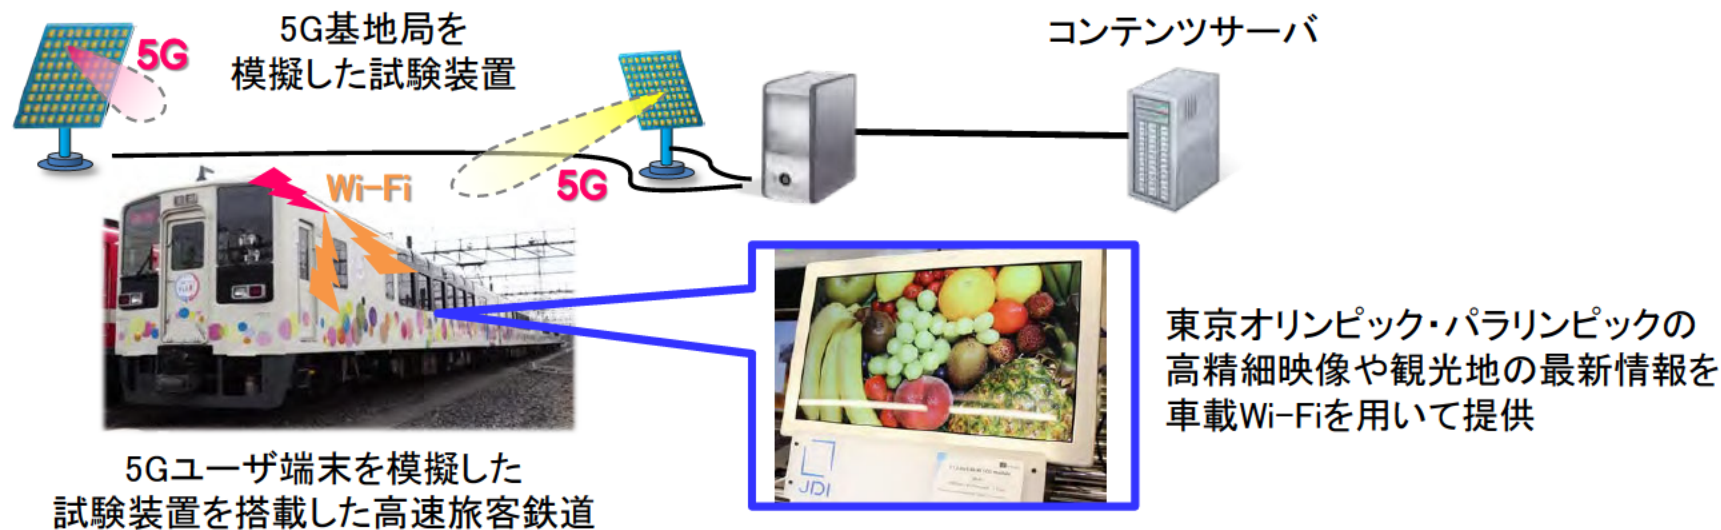 5G
5G基地局を
模擬した試験装置
コンテンツサーバ
Wi-Fi
5G
東京オリンピック・パラリンピックの
高精細映像や観光地の最新情報を
車載Wi-Fiを用いて提供
JDI
5Gユーザ端末を模擬した
試験装置を搭載した高速旅客鉄道